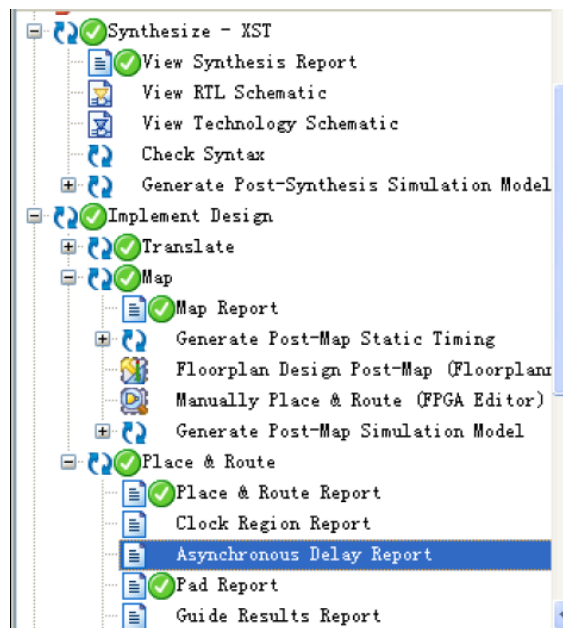 Synthesize - XST
View Synthesis Report
View RTL Schematic
View Technology Schematic
Check Syntax
Generate Post-Synthesis Simulation Model
Implement Design
Translate
Map
Map Report
Generate Post-Map Static Timing
Floorplan Design Post-Map (Floorplann
Manually Place & Route (FPGA Editor)
Generate Post-Map Simulation Model
Place & Route
Place & Route Report
Clock Region Report
Asynchronous Delay Report
Pad Report
Guide Results Report